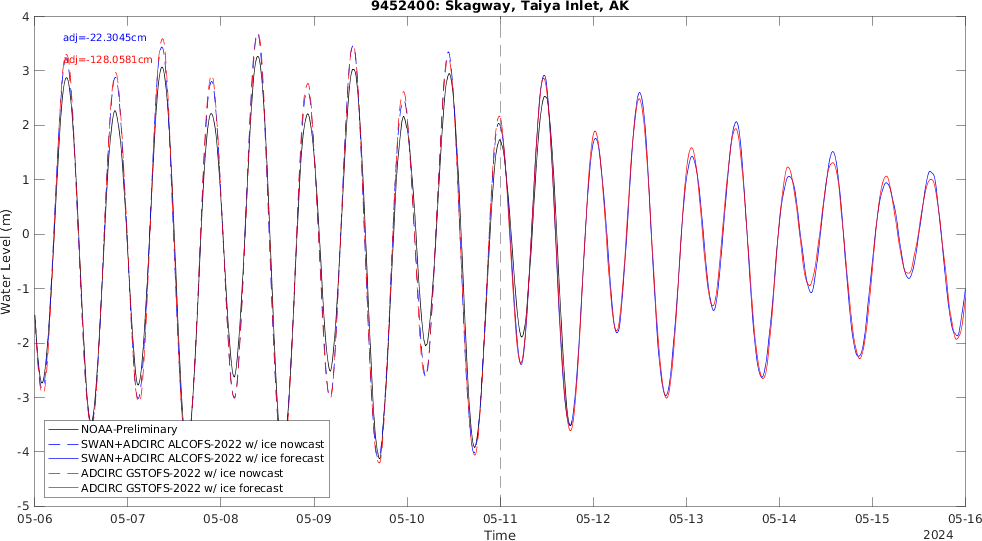 9452400: Skagway, Taiya Inlet, AK
adj=-22.3045cm
adj=-128.0581cm
Water Level (m)
4
3
2
1
0
-1
-2
-3
-4
-5
NOAA-Preliminary
SWAN+ADCIRC ALCOFS-2022 w/ ice nowcast
SWAN+ADCIRC ALCOFS-2022 w/ ice forecast
ADCIRC GSTOFS-2022 w/ ice nowcast
ADCIRC GSTOFS-2022 w/ ice forecast
05-06 05-07 05-08 05-09 05-10 05-11 05-12 05-13 05-14 05-15 05-16
Time
2024